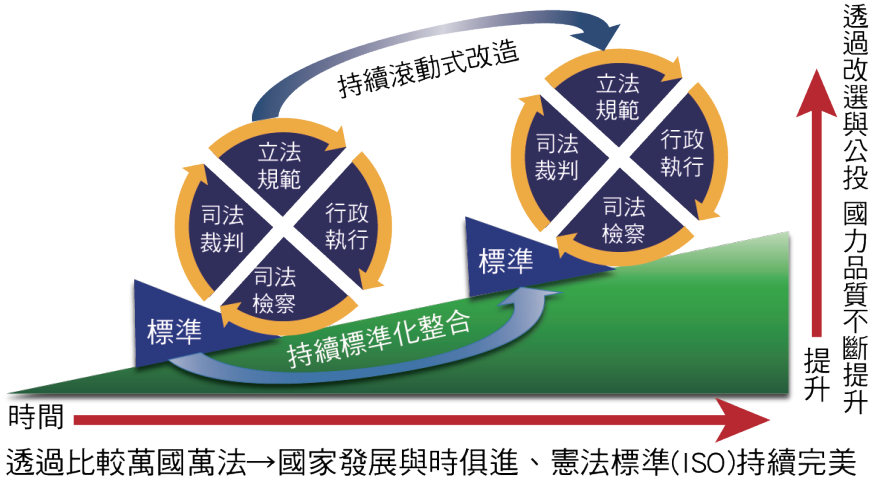 持續滾動式改造
立法
規範
行政
執行
司法
檢察
司法
裁判
標準
立法
規範
行政
執行
司法
檢察
司法
裁判
標準
持續標準化整合
透過改選與公投 國力品質不斷提升
提升
時間
透過比較萬國萬法→國家發展與時俱進、憲法標準(ISO)持續完美